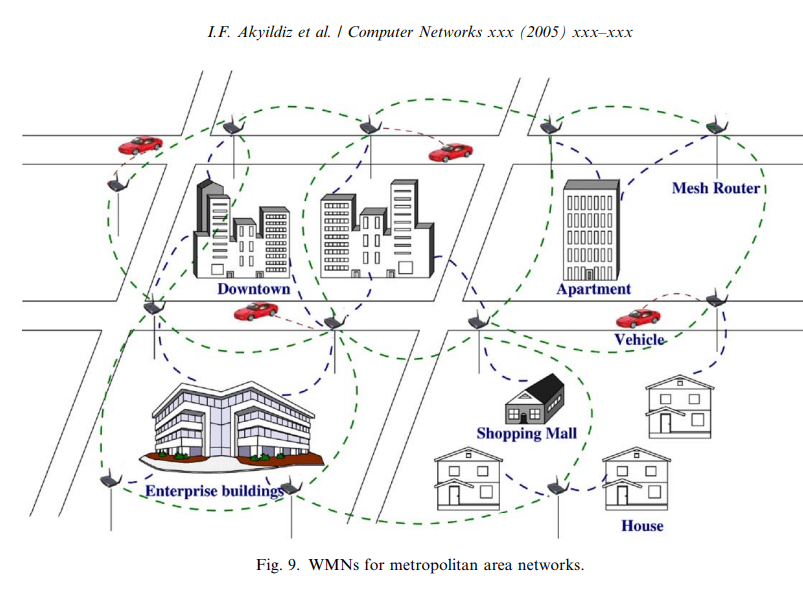 I.F. Akyildiz et al. / Computer Networks xxx (2005) xxx–xxx
Mesh Router
Downtown
Apartment
Vehicle
Shopping Mall
Enterprise buildings
House
Fig. 9. WMNs for metropolitan area networks.